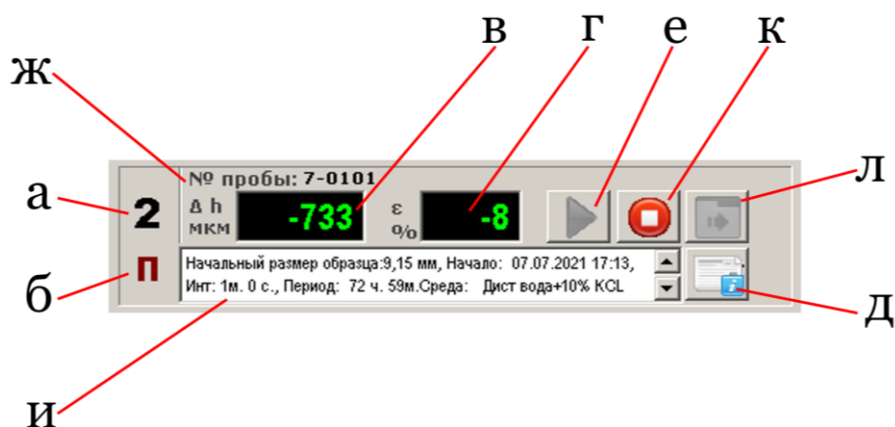 в г е к
ж
№ пробы: 7-0101
л
а
2
Δ h
мкм
-733
ε
%
-8
П
Начальный размер образца:9,15 мм, Начало: 07.07.2021 17:13,
Инт: 1м. 0 с., Период: 72 ч. 59м.Среда: Дист вода+10% KCL
i
б
д
и